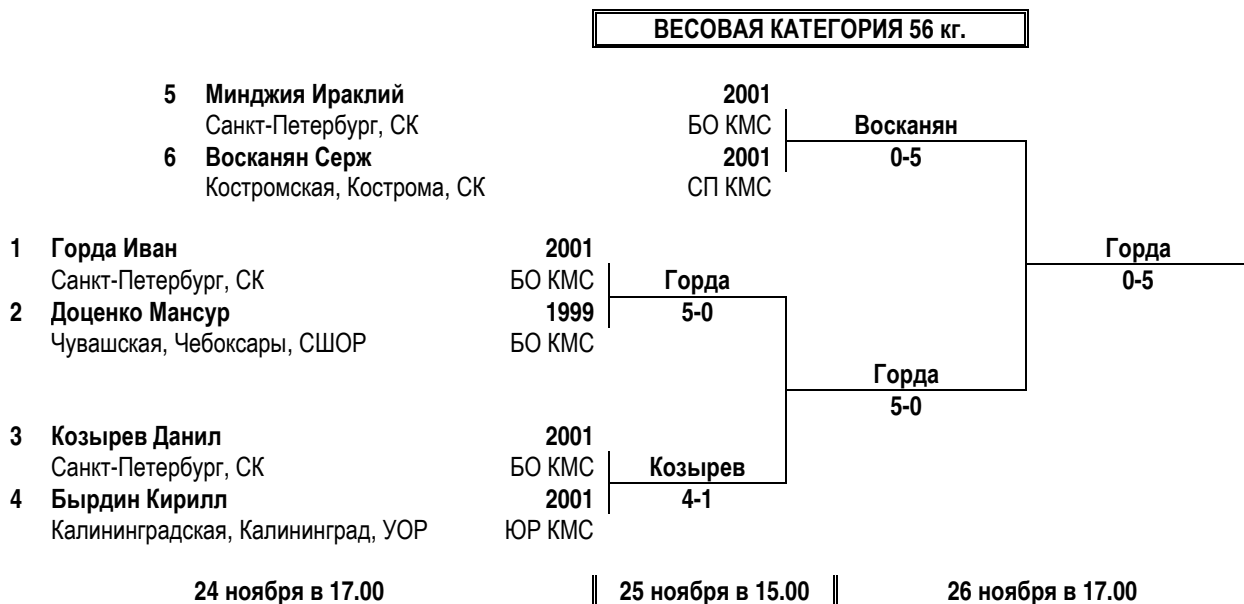 ВЕСОВАЯ КАТЕГОРИЯ 56 кг.
5 Минджия Ираклий 2001
Санкт-Петербург, СК БО КМС Восканян
6 Восканян Серж 2001 0-5
Костромская, Кострома, СК СП КМС
1 Горда Иван 2001 Горда
Санкт-Петербург, СК БО КМС Горда 0-5
2 Доценко Мансур 1999 5-0
Чувашская, Чебоксары, СШОР БО КМС
Горда
5-0
3 Козырев Данил 2001
Санкт-Петербург, СК БО КМС Козырев
4 Бырдин Кирилл 2001 4-1
Калининградская, Калининград, УОР ЮР КМС
24 ноября в 17.00 25 ноября в 15.00 26 ноября в 17.00